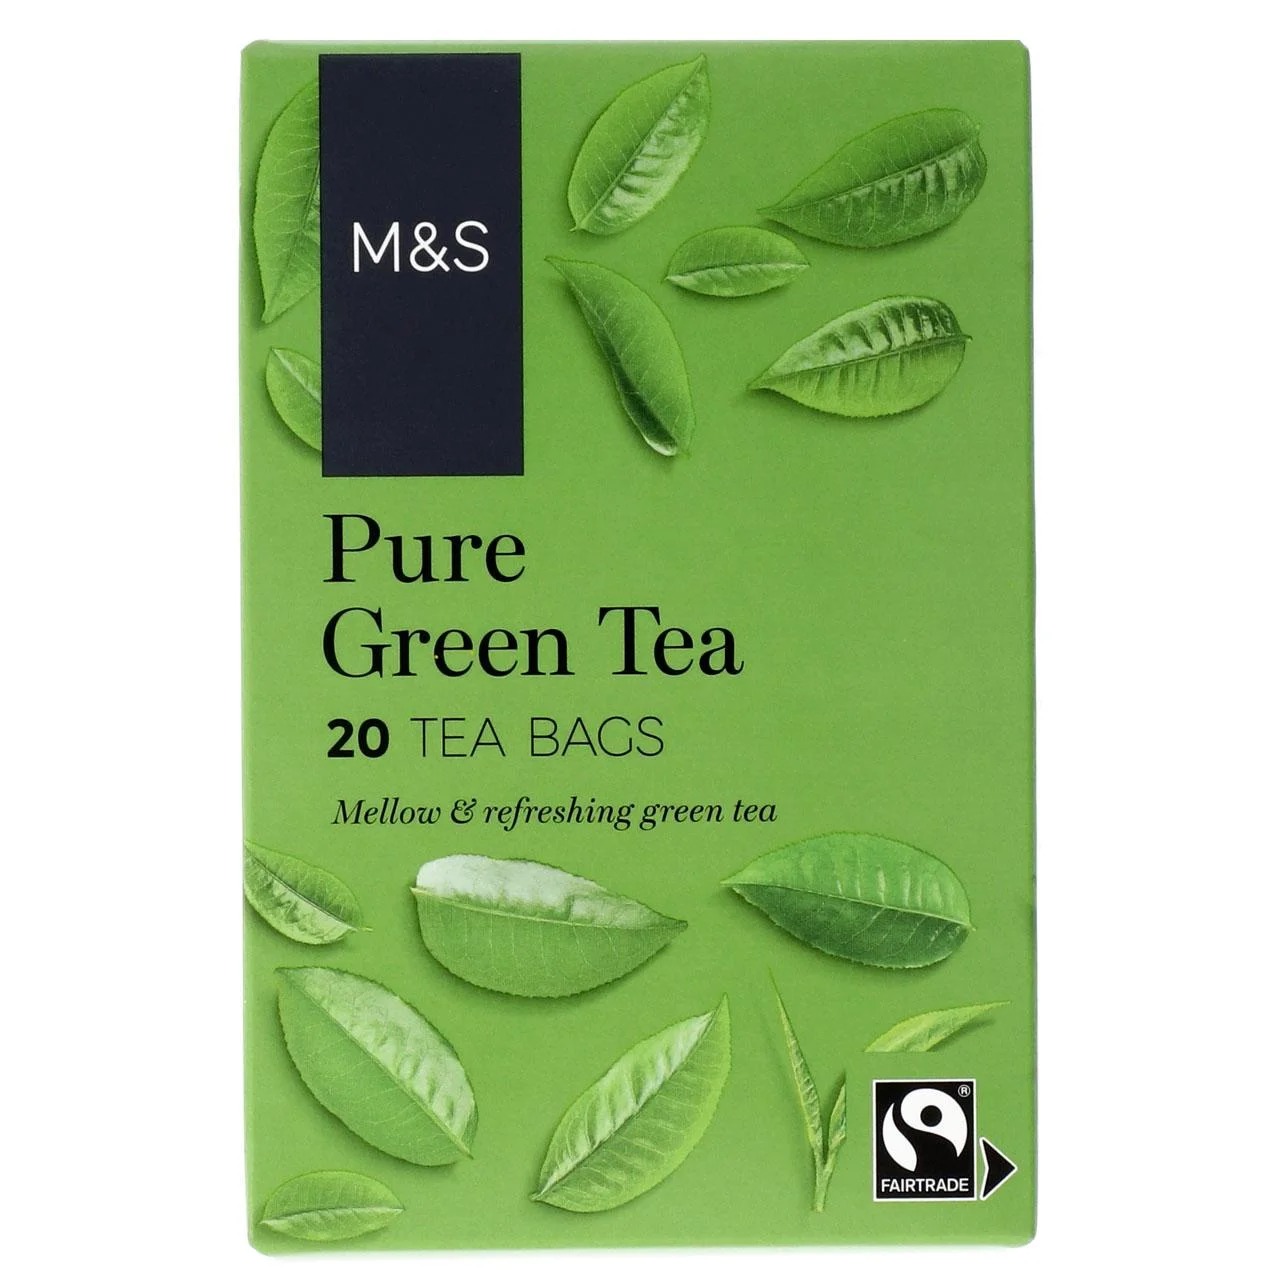 M&S
Pure
Green Tea
20 TEA BAGS
Mellow & refreshing green tea
®
FAIRTRADE